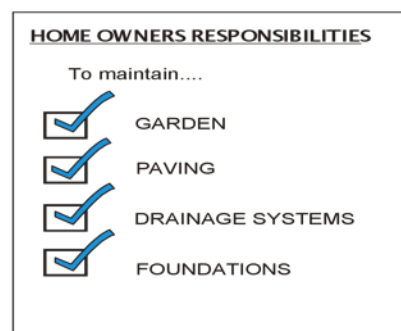 HOME OWNERS RESPONSIBILITIES
To maintain....
GARDEN
PAVING
DRAINAGE SYSTEMS
FOUNDATIONS